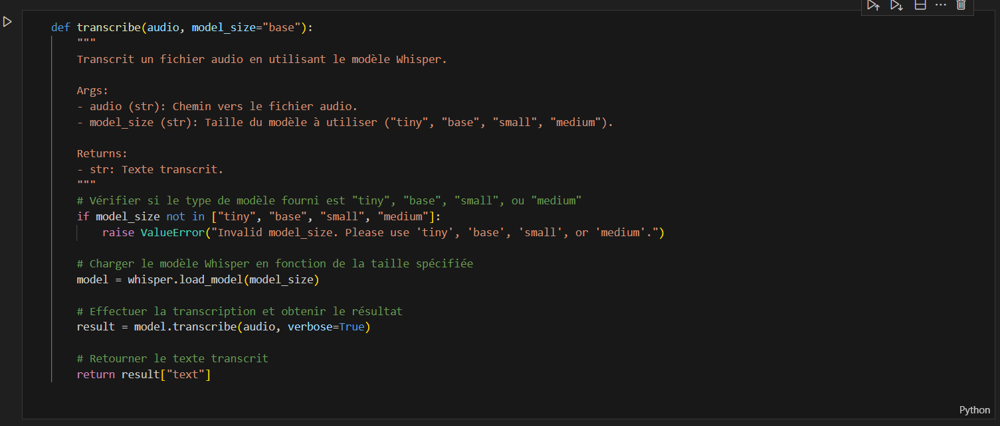 def transcribe(audio, model_size="base"):
    """
    Transcrit un fichier audio en utilisant le modèle Whisper.

    Args:
    - audio (str): Chemin vers le fichier audio.
    - model_size (str): Taille du modèle à utiliser ("tiny", "base", "small", "medium").

    Returns:
    - str: Texte transcrit.
    """
    # Vérifier si le type de modèle fourni est "tiny", "base", "small", ou "medium"
    if model_size not in ["tiny", "base", "small", "medium"]:
        raise ValueError("Invalid model_size. Please use 'tiny', 'base', 'small', or 'medium'.")

    # Charger le modèle Whisper en fonction de la taille spécifiée
    model = whisper.load_model(model_size)

    # Effectuer la transcription et obtenir le résultat
    result = model.transcribe(audio, verbose=True)

    # Retourner le texte transcrit
    return result["text"]
Python